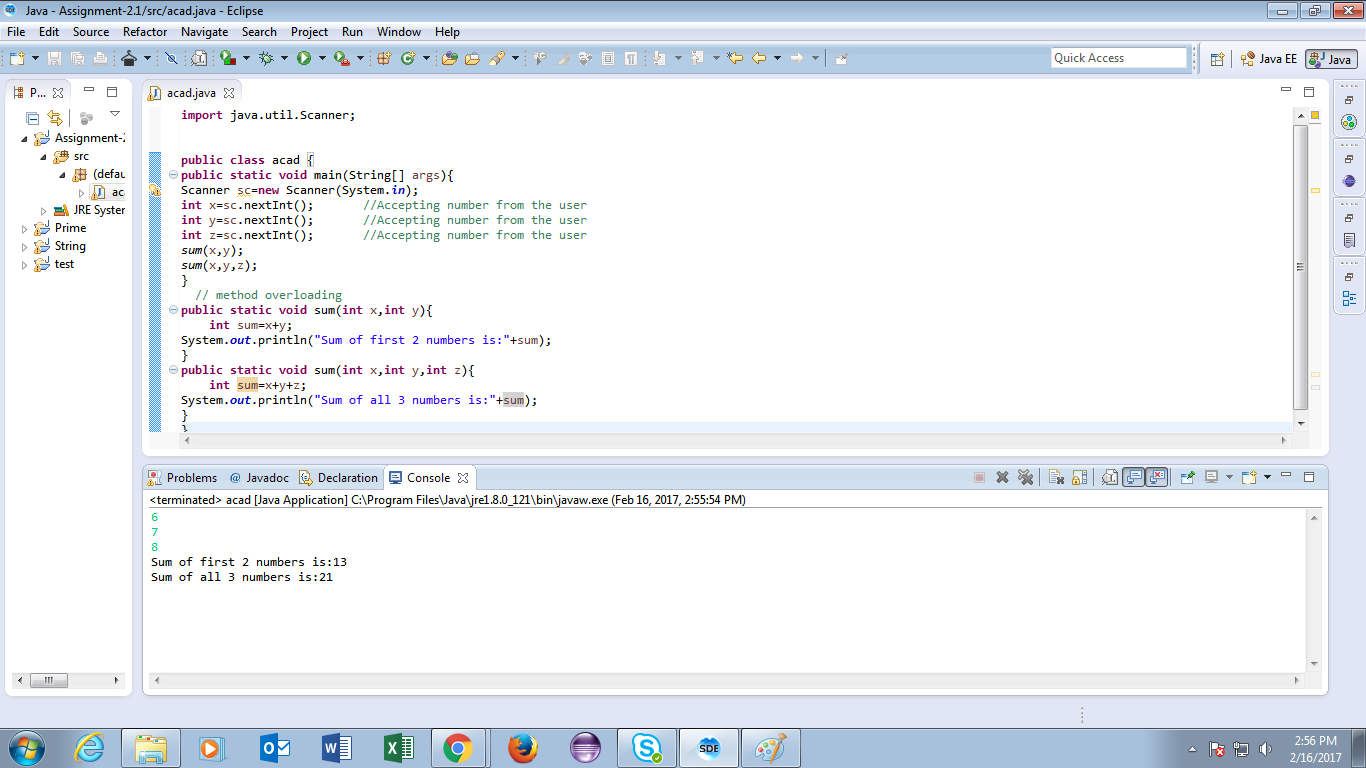 Java - Assignment-2.1/src/acad.java - Eclipse
File Edit Source Refactor Navigate Search Project Run Window Help
Quick Access Java EE Java
P...
acad.java
Assignment-2
src
(defau
ac
JRE System
Prime
String
test
import java.util.Scanner;
public class acad {
public static void main(String[] args){
Scanner sc=new Scanner(System.in);
int x=sc.nextInt(); //Accepting number from the user
int y=sc.nextInt(); //Accepting number from the user
int z=sc.nextInt(); //Accepting number from the user
sum(x,y);
sum(x,y,z);
}
// method overloading
public static void sum(int x,int y){
int sum=x+y;
System.out.println("Sum of first 2 numbers is:"+sum);
}
public static void sum(int x,int y,int z){
int sum=x+y+z;
System.out.println("Sum of all 3 numbers is:"+sum);
}
}
Problems @ Javadoc Declaration Console
<terminated> acad [Java Application] C:\Program Files\Java\jre1.8.0_121\bin\javaw.exe (Feb 16, 2017, 2:55:54 PM)
6
7
8
Sum of first 2 numbers is:13
Sum of all 3 numbers is:21
SDE
2:56 PM
2/16/2017